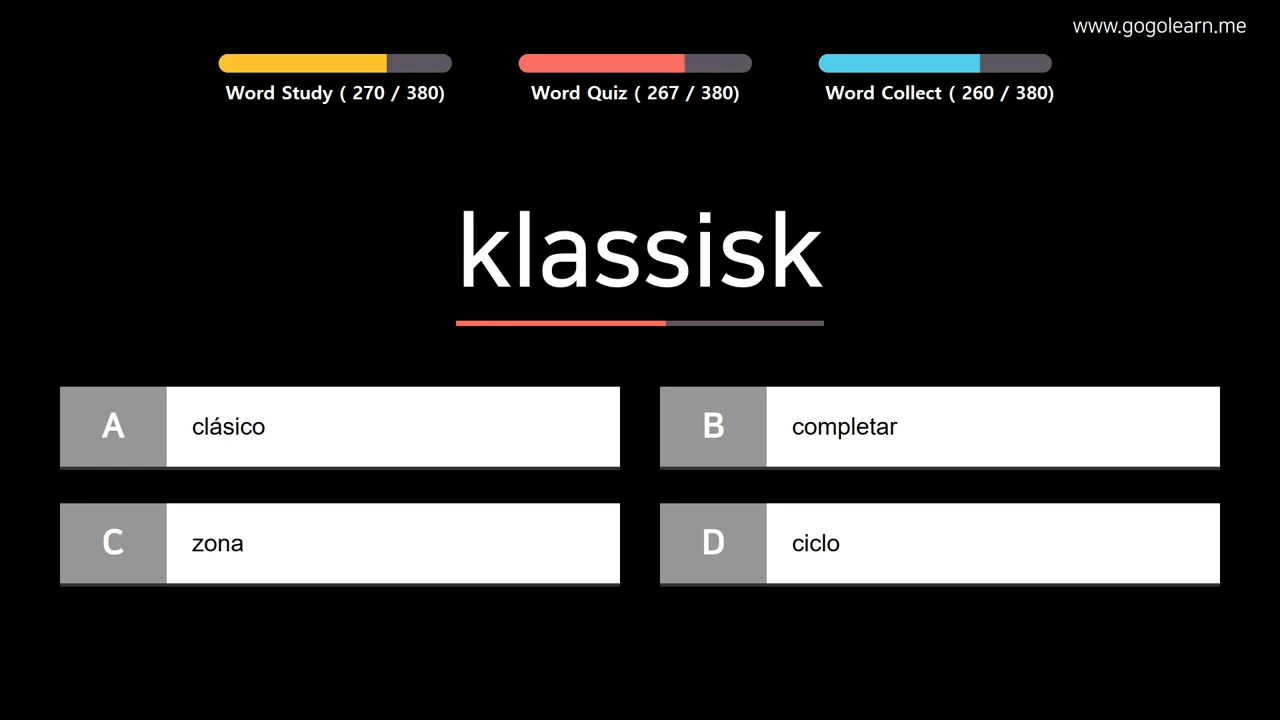 www.gogolearn.me
Word Study ( 270 / 380)
Word Quiz ( 267 / 380)
Word Collect ( 260 / 380)
klassisk
A clásico
B completar
C zona
D ciclo